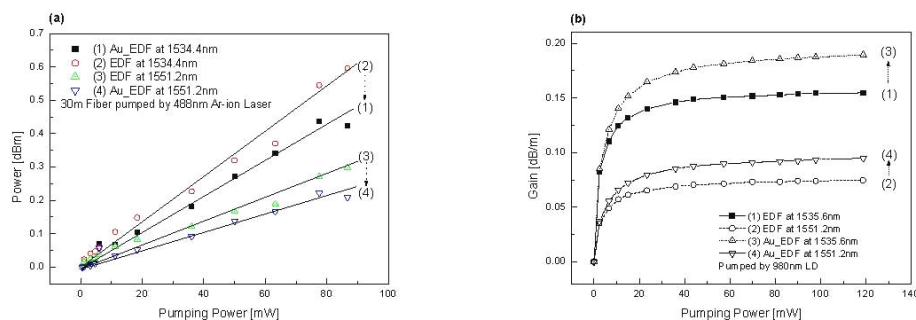 (a)
0.7
0.6
0.5
0.4
0.3
0.2
0.1
0.0
Power [dBm]
(1) Au_EDF at 1534.4nm
(2) EDF at 1534.4nm
(3) EDF at 1551.2nm
(4) Au_EDF at 1551.2nm
30m Fiber pumped by 488nm Ar-ion Laser
(2)
(1)
(3)
(4)
0 20 40 60 80 100
Pumping Power [mW]
(b)
0.20
0.15
0.10
0.05
0.00
Gain [dB/m]
(3)
(1)
(4)
(2)
(1) EDF at 1535.6nm
(2) EDF at 1551.2nm
(3) Au_EDF at 1535.6nm
(4) Au_EDF at 1551.2nm
Pumped by 980nm LD
0 20 40 60 80 100 120 140
Pumping Power [mW]